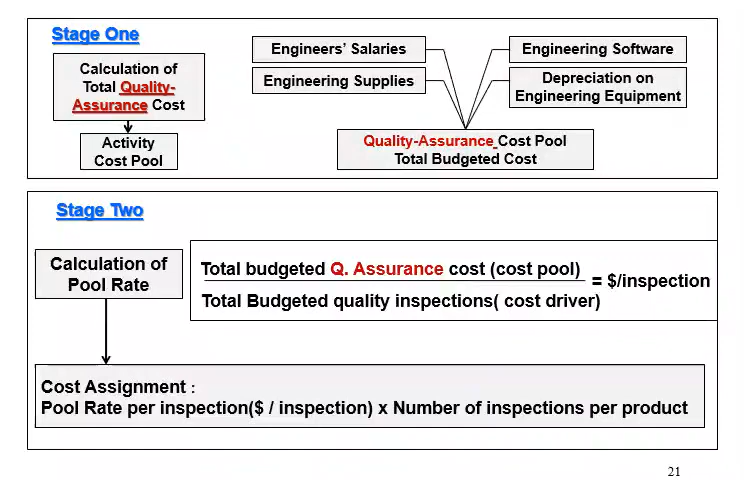 Stage One
Calculation of
Total Quality-
Assurance Cost
Activity
Cost Pool
Engineers' Salaries
Engineering Supplies
Engineering Software
Depreciation on
Engineering Equipment
Quality-Assurance Cost Pool
Total Budgeted Cost
Stage Two
Calculation of
Pool Rate
Total budgeted Q. Assurance cost (cost pool)
= $/inspection
Total Budgeted quality inspections( cost driver)
Cost Assignment :
Pool Rate per inspection($ / inspection) x Number of inspections per product
21